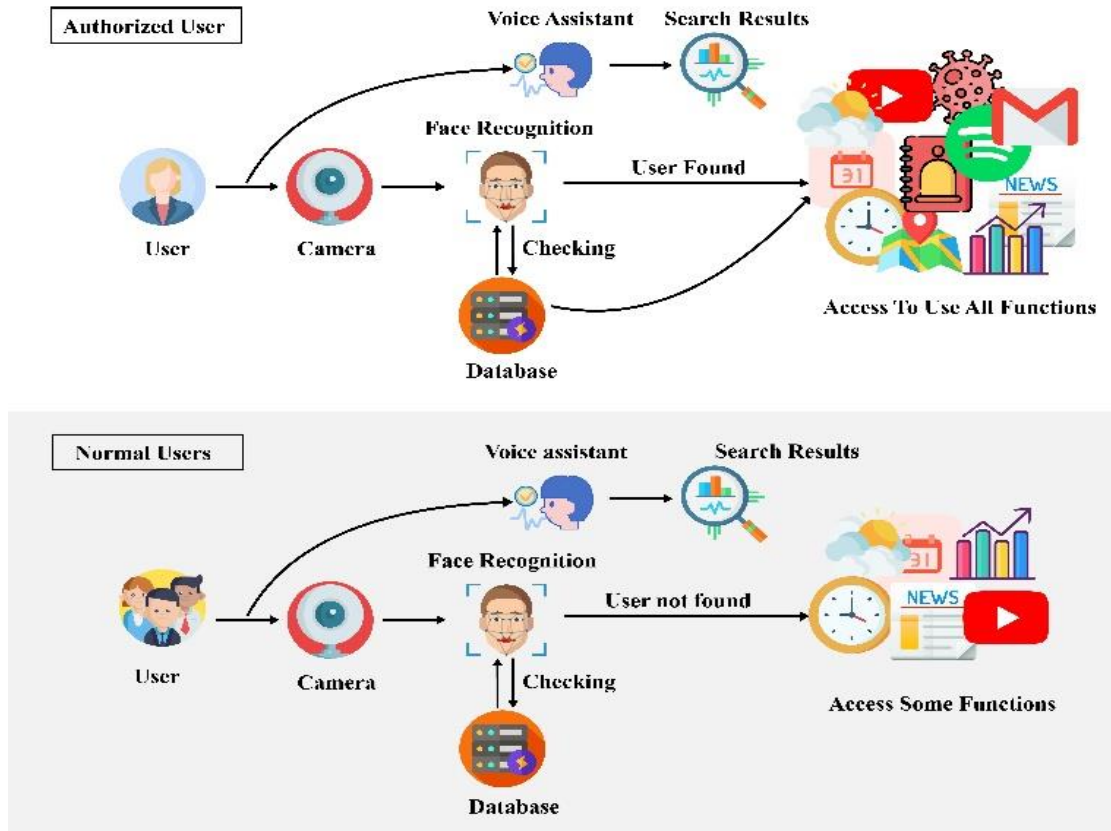 Authorized User
Voice Assistant
Search Results
Face Recognition
User Found
31
NEWS
User
Camera
Checking
Access To Use All Functions
Database
Normal Users
Voice assistant
Search Results
Face Recognition
User not found
31
NEWS
User
Camera
Checking
Access Some Functions
Database